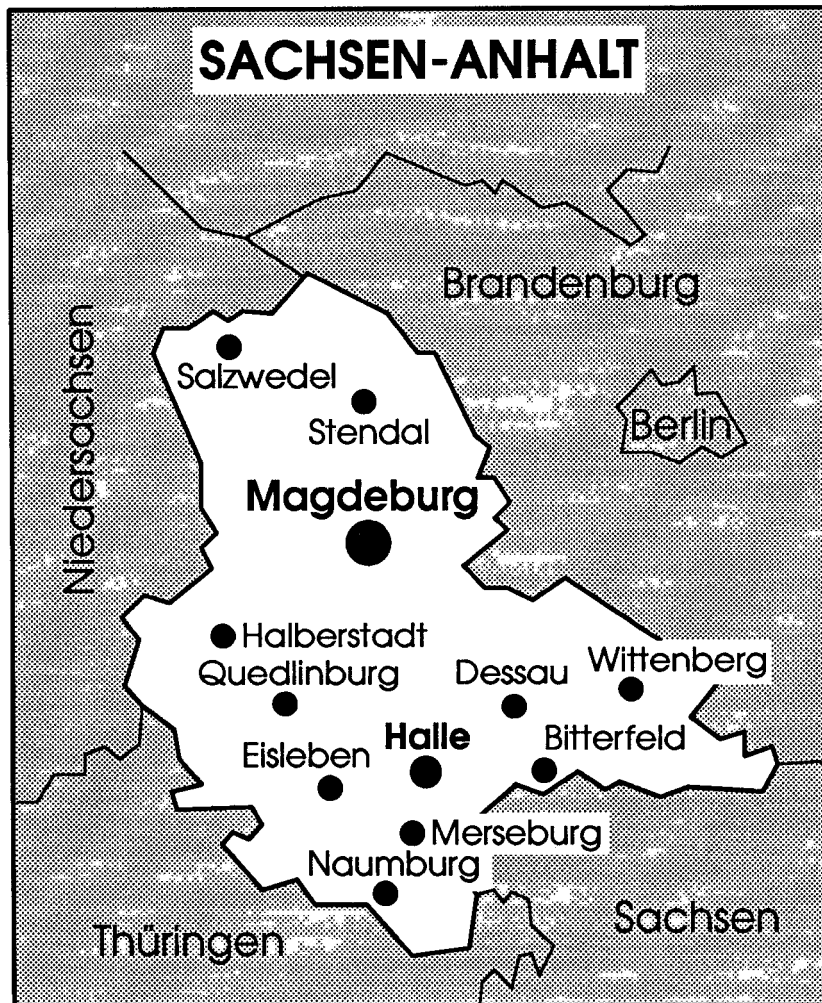 SACHSEN-ANHALT
Brandenburg
Niedersachsen
Salzwedel
Berlin
Stendal
Magdeburg
Halberstadt
Wittenberg
Quedlinburg
Dessau
Halle
Bitterfeld
Eisleben
Merseburg
Naumburg
Sachsen
Thüringen